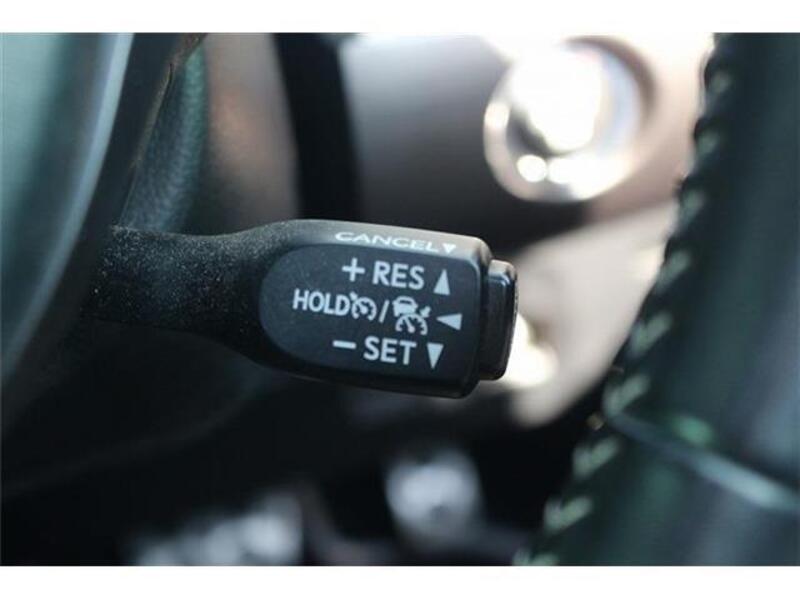 CANCEL
+ RES
HOLD /
- SET